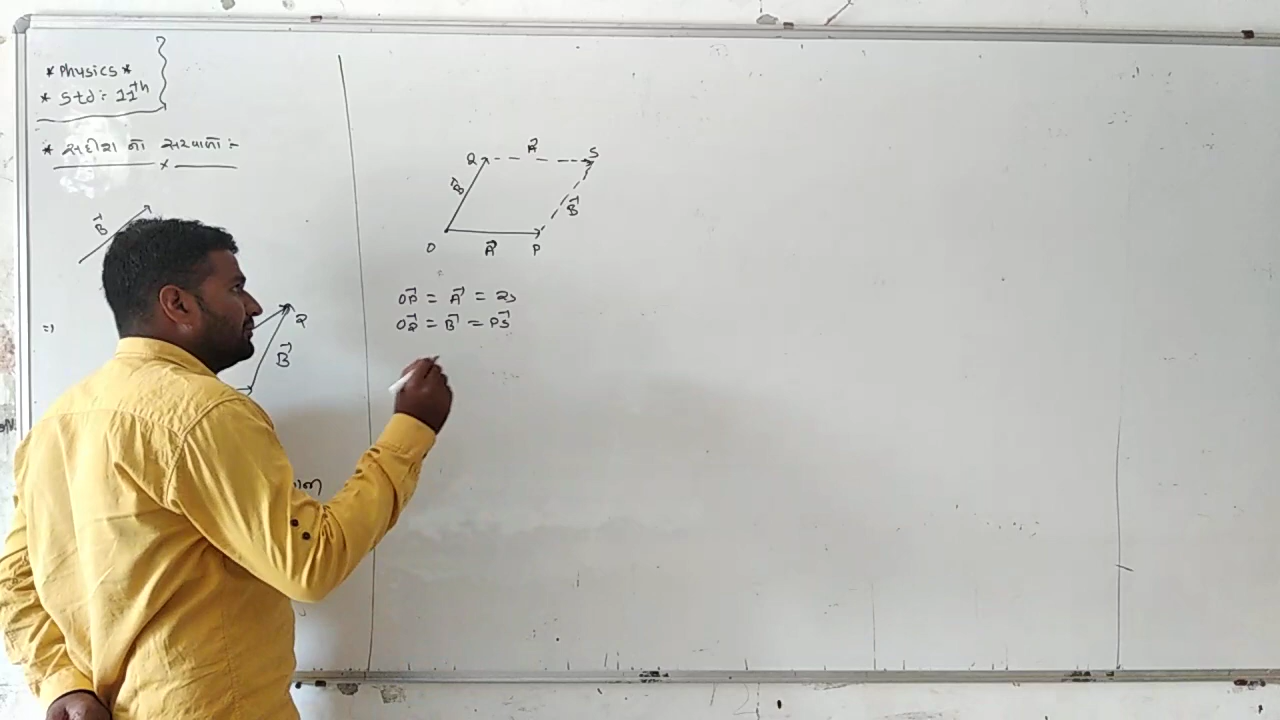 * Physics *
* Std : 11th
* સદીશ નો સરવાળો :-
B⃗
=)
Q
B⃗
Q A⃗ S
B⃗ B⃗
O A⃗ P
OP⃗ = A⃗ = QS
OQ⃗ = B⃗ = PS⃗